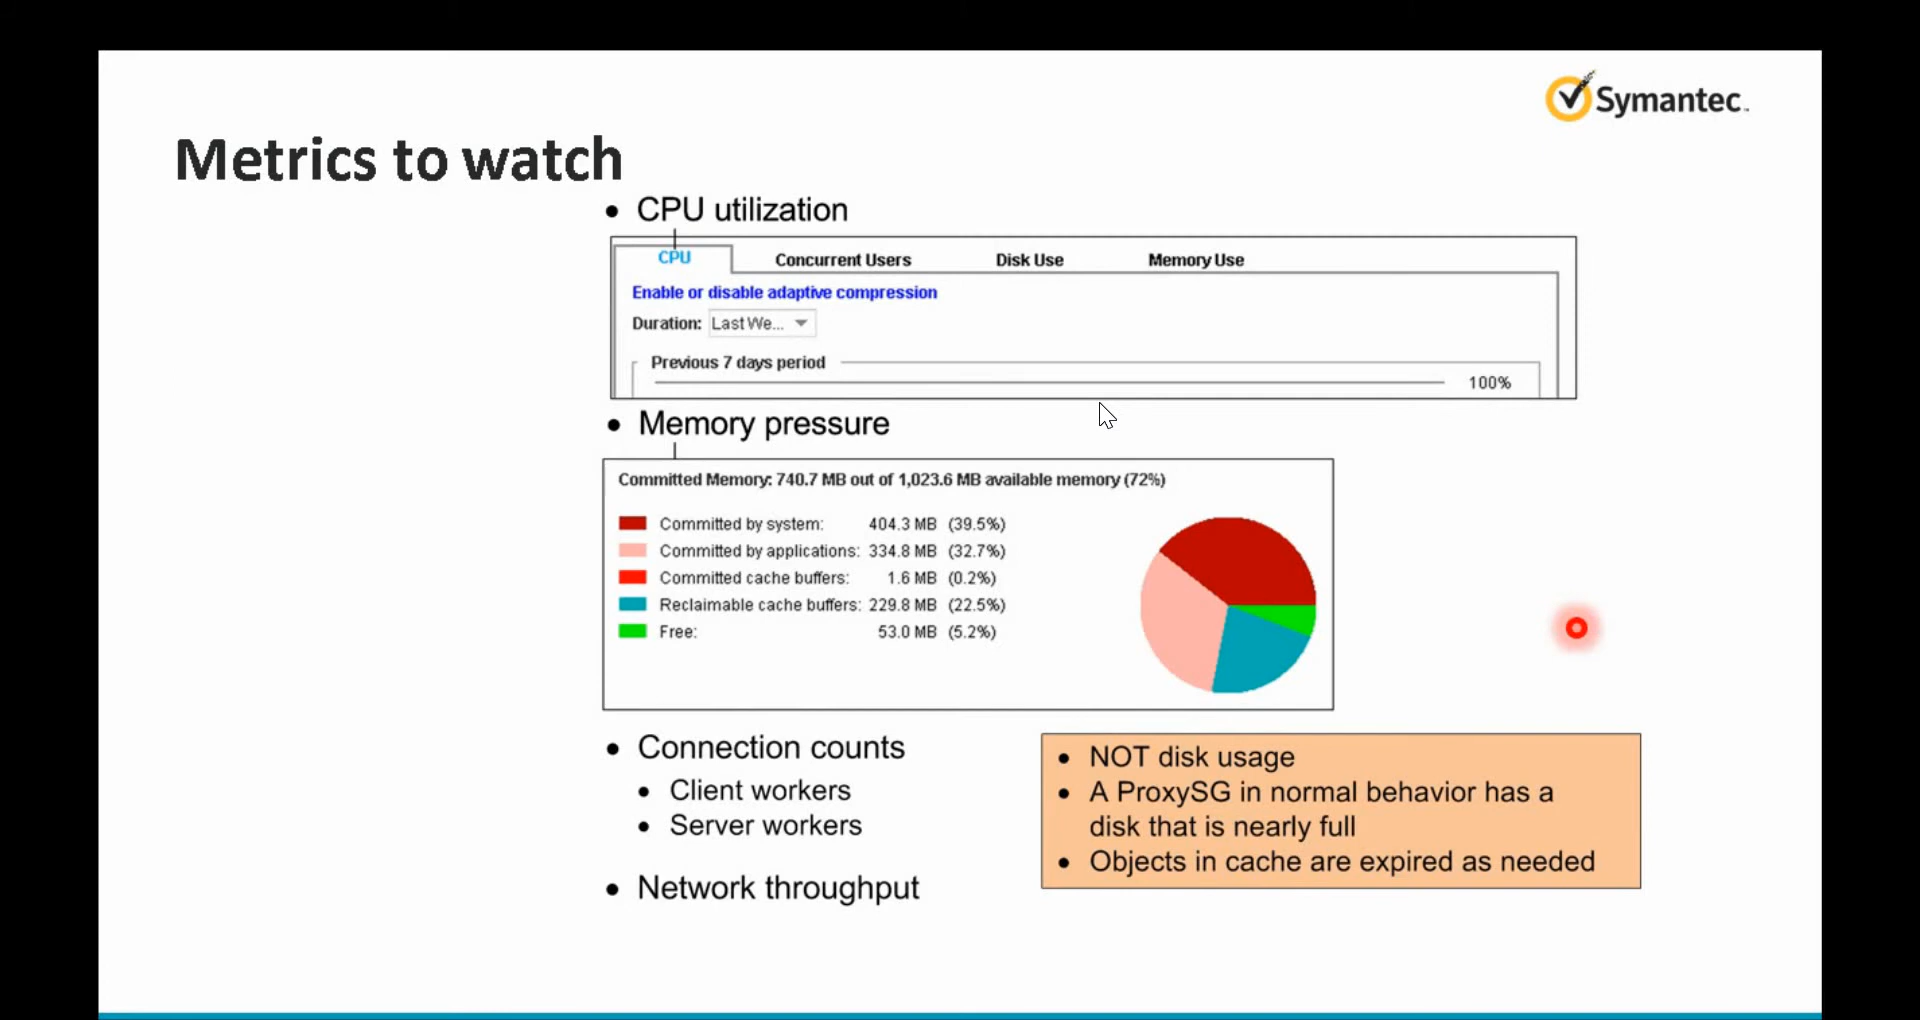 Symantec™
Metrics to watch
• CPU utilization
CPU Concurrent Users Disk Use Memory Use
Enable or disable adaptive compression
Duration: Last We...
Previous 7 days period
100%
• Memory pressure
Committed Memory: 740.7 MB out of 1,023.6 MB available memory (72%)
Committed by system: 404.3 MB (39.5%)
Committed by applications: 334.8 MB (32.7%)
Committed cache buffers: 1.6 MB (0.2%)
Reclaimable cache buffers: 229.8 MB (22.5%)
Free: 53.0 MB (5.2%)
• Connection counts
• Client workers
• Server workers
• Network throughput
• NOT disk usage
• A ProxySG in normal behavior has a
disk that is nearly full
• Objects in cache are expired as needed